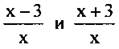 x − 3 / x и x + 3 / x